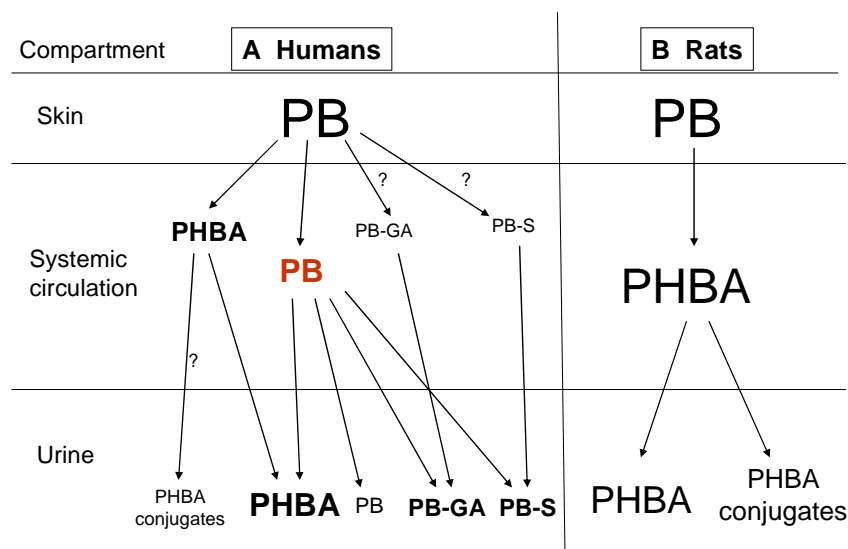 Compartment
A Humans
B Rats
Skin
PB
PB
?
?
PHBA
PB-GA
PB-S
Systemic
circulation
PB
PHBA
?
Urine
PHBA
conjugates
PHBA
PB
PB-GA
PB-S
PHBA
PHBA
conjugates